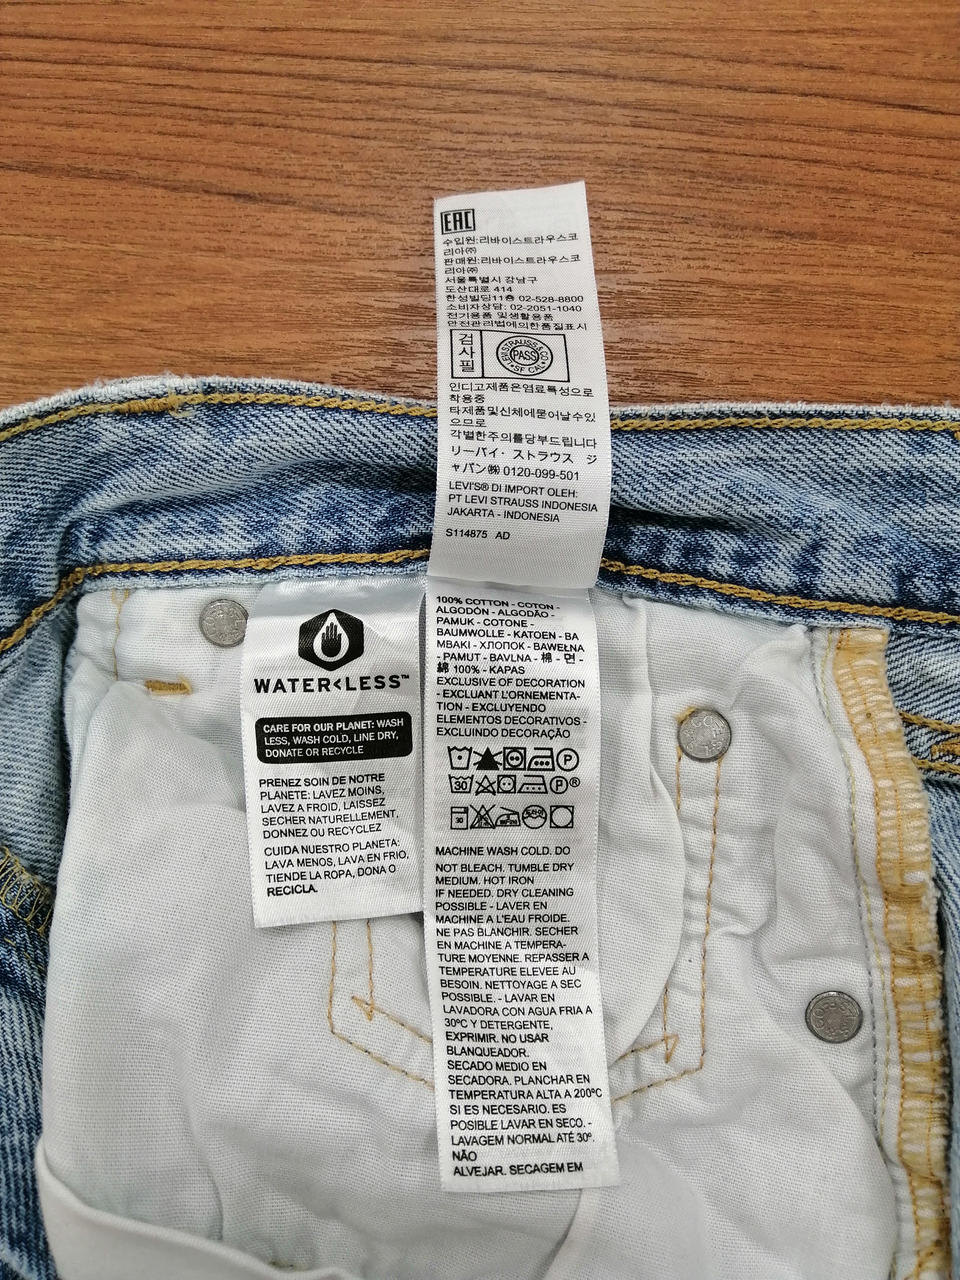 EAC
수입원:리바이스트라우스코
리아㈜
판매원:리바이스트라우스코
리아㈜
서울특별시 강남구
도산대로 414
한성빌딩11층 02-528-8800
소비자상담: 02-2051-1040
전기용품 및생활용품
안전관리법에의한품질표시
검
사
필
LEVI STRAUSS & CO
PASS
SF CAL
인디고제품은염료특성으로
착용중
타제품및신체에묻어날수있
으므로
각별한주의를당부드립니다
リーバイ・ストラウス ジ
ャパン㈱ 0120-099-501
LEVI'S® DI IMPORT OLEH:
PT LEVI STRAUSS INDONESIA
JAKARTA - INDONESIA
S114875 AD
WATER<LESS™
CARE FOR OUR PLANET: WASH
LESS, WASH COLD, LINE DRY,
DONATE OR RECYCLE
PRENEZ SOIN DE NOTRE
PLANETE: LAVEZ MOINS,
LAVEZ A FROID, LAISSEZ
SECHER NATURELLEMENT,
DONNEZ OU RECYCLEZ
CUIDA NUESTRO PLANETA:
LAVA MENOS, LAVA EN FRIO,
TIENDE LA ROPA, DONA O
RECICLA.
100% COTTON - COTON -
ALGODÓN - ALGODÃO -
PAMUK - COTONE -
BAUMWOLLE - KATOEN - BA
MBAKI - ХЛОПОК - BAWEŁNA
- PAMUT - BAVLNA - 棉 - 면 -
綿 100% - KAPAS
EXCLUSIVE OF DECORATION
- EXCLUANT L'ORNEMENTA-
TION - EXCLUYENDO
ELEMENTOS DECORATIVOS -
EXCLUINDO DECORAÇÃO
P
30 P®
30
MACHINE WASH COLD. DO
NOT BLEACH. TUMBLE DRY
MEDIUM. HOT IRON
IF NEEDED. DRY CLEANING
POSSIBLE - LAVER EN
MACHINE A L'EAU FROIDE.
NE PAS BLANCHIR. SECHER
EN MACHINE A TEMPERA-
TURE MOYENNE. REPASSER A
TEMPERATURE ELEVEE AU
BESOIN. NETTOYAGE A SEC
POSSIBLE. - LAVAR EN
LAVADORA CON AGUA FRIA A
30ºC Y DETERGENTE,
EXPRIMIR. NO USAR
BLANQUEADOR.
SECADO MEDIO EN
SECADORA. PLANCHAR EN
TEMPERATURA ALTA A 200ºC
SI ES NECESARIO. ES
POSIBLE LAVAR EN SECO. -
LAVAGEM NORMAL ATÉ 30º.
NÃO
ALVEJAR. SECAGEM EM